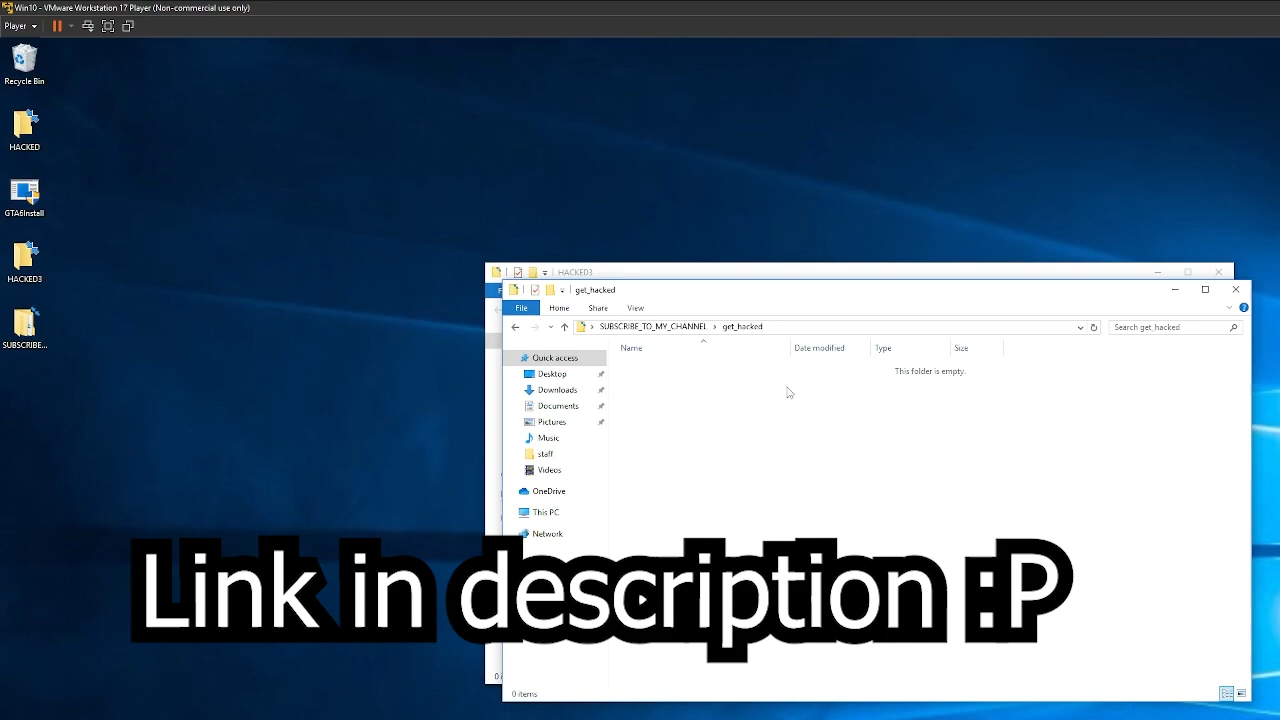 Win10 - VMware Workstation 17 Player (Non-commercial use only)
Player
Recycle Bin
HACKED
GTA6Install
HACKED3
SUBSCRIBE...
HACKED3
get_hacked
File Home Share View
SUBSCRIBE_TO_MY_CHANNEL > get_hacked
Search get_hacked
Name Date modified Type Size
This folder is empty.
Quick access
Desktop
Downloads
Documents
Pictures
Music
staff
Videos
OneDrive
This PC
Network
Link in description :P
0 items